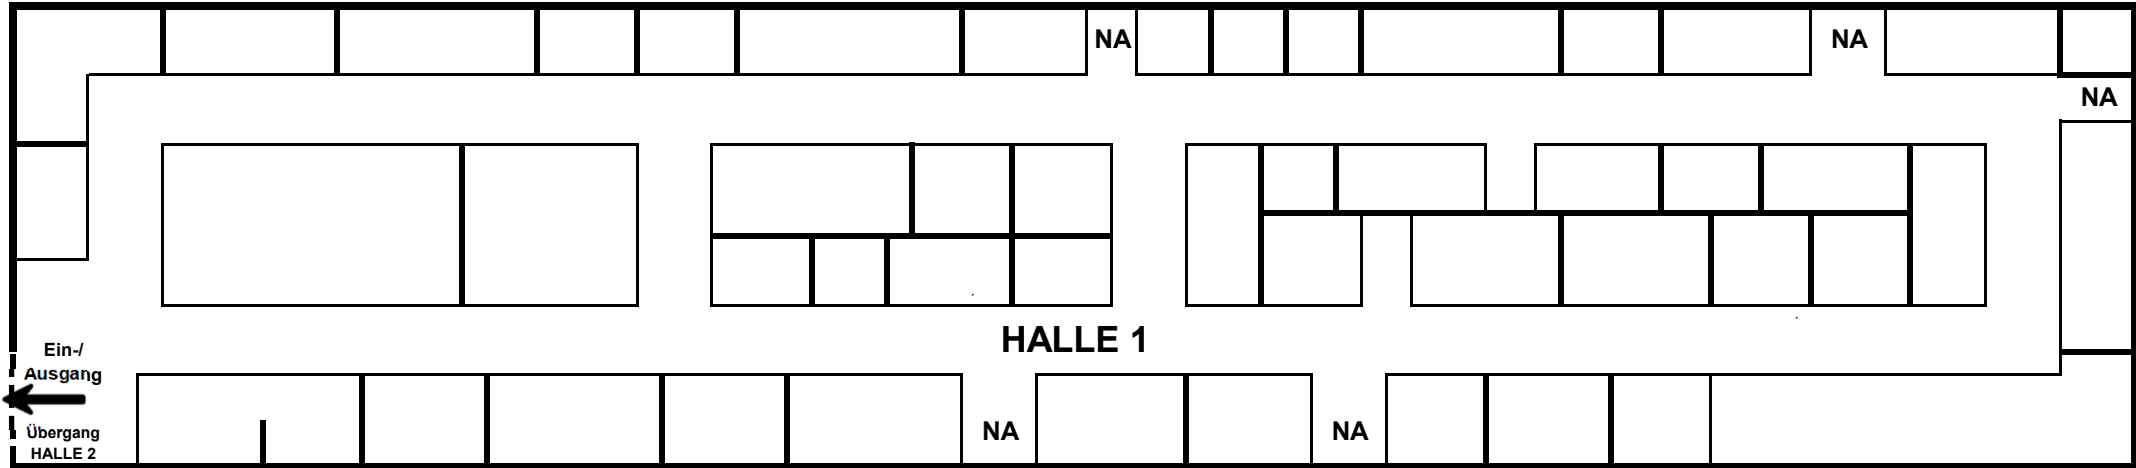 NA
NA
NA
HALLE 1
Ein-/
Ausgang
Übergang
HALLE 2
NA
NA